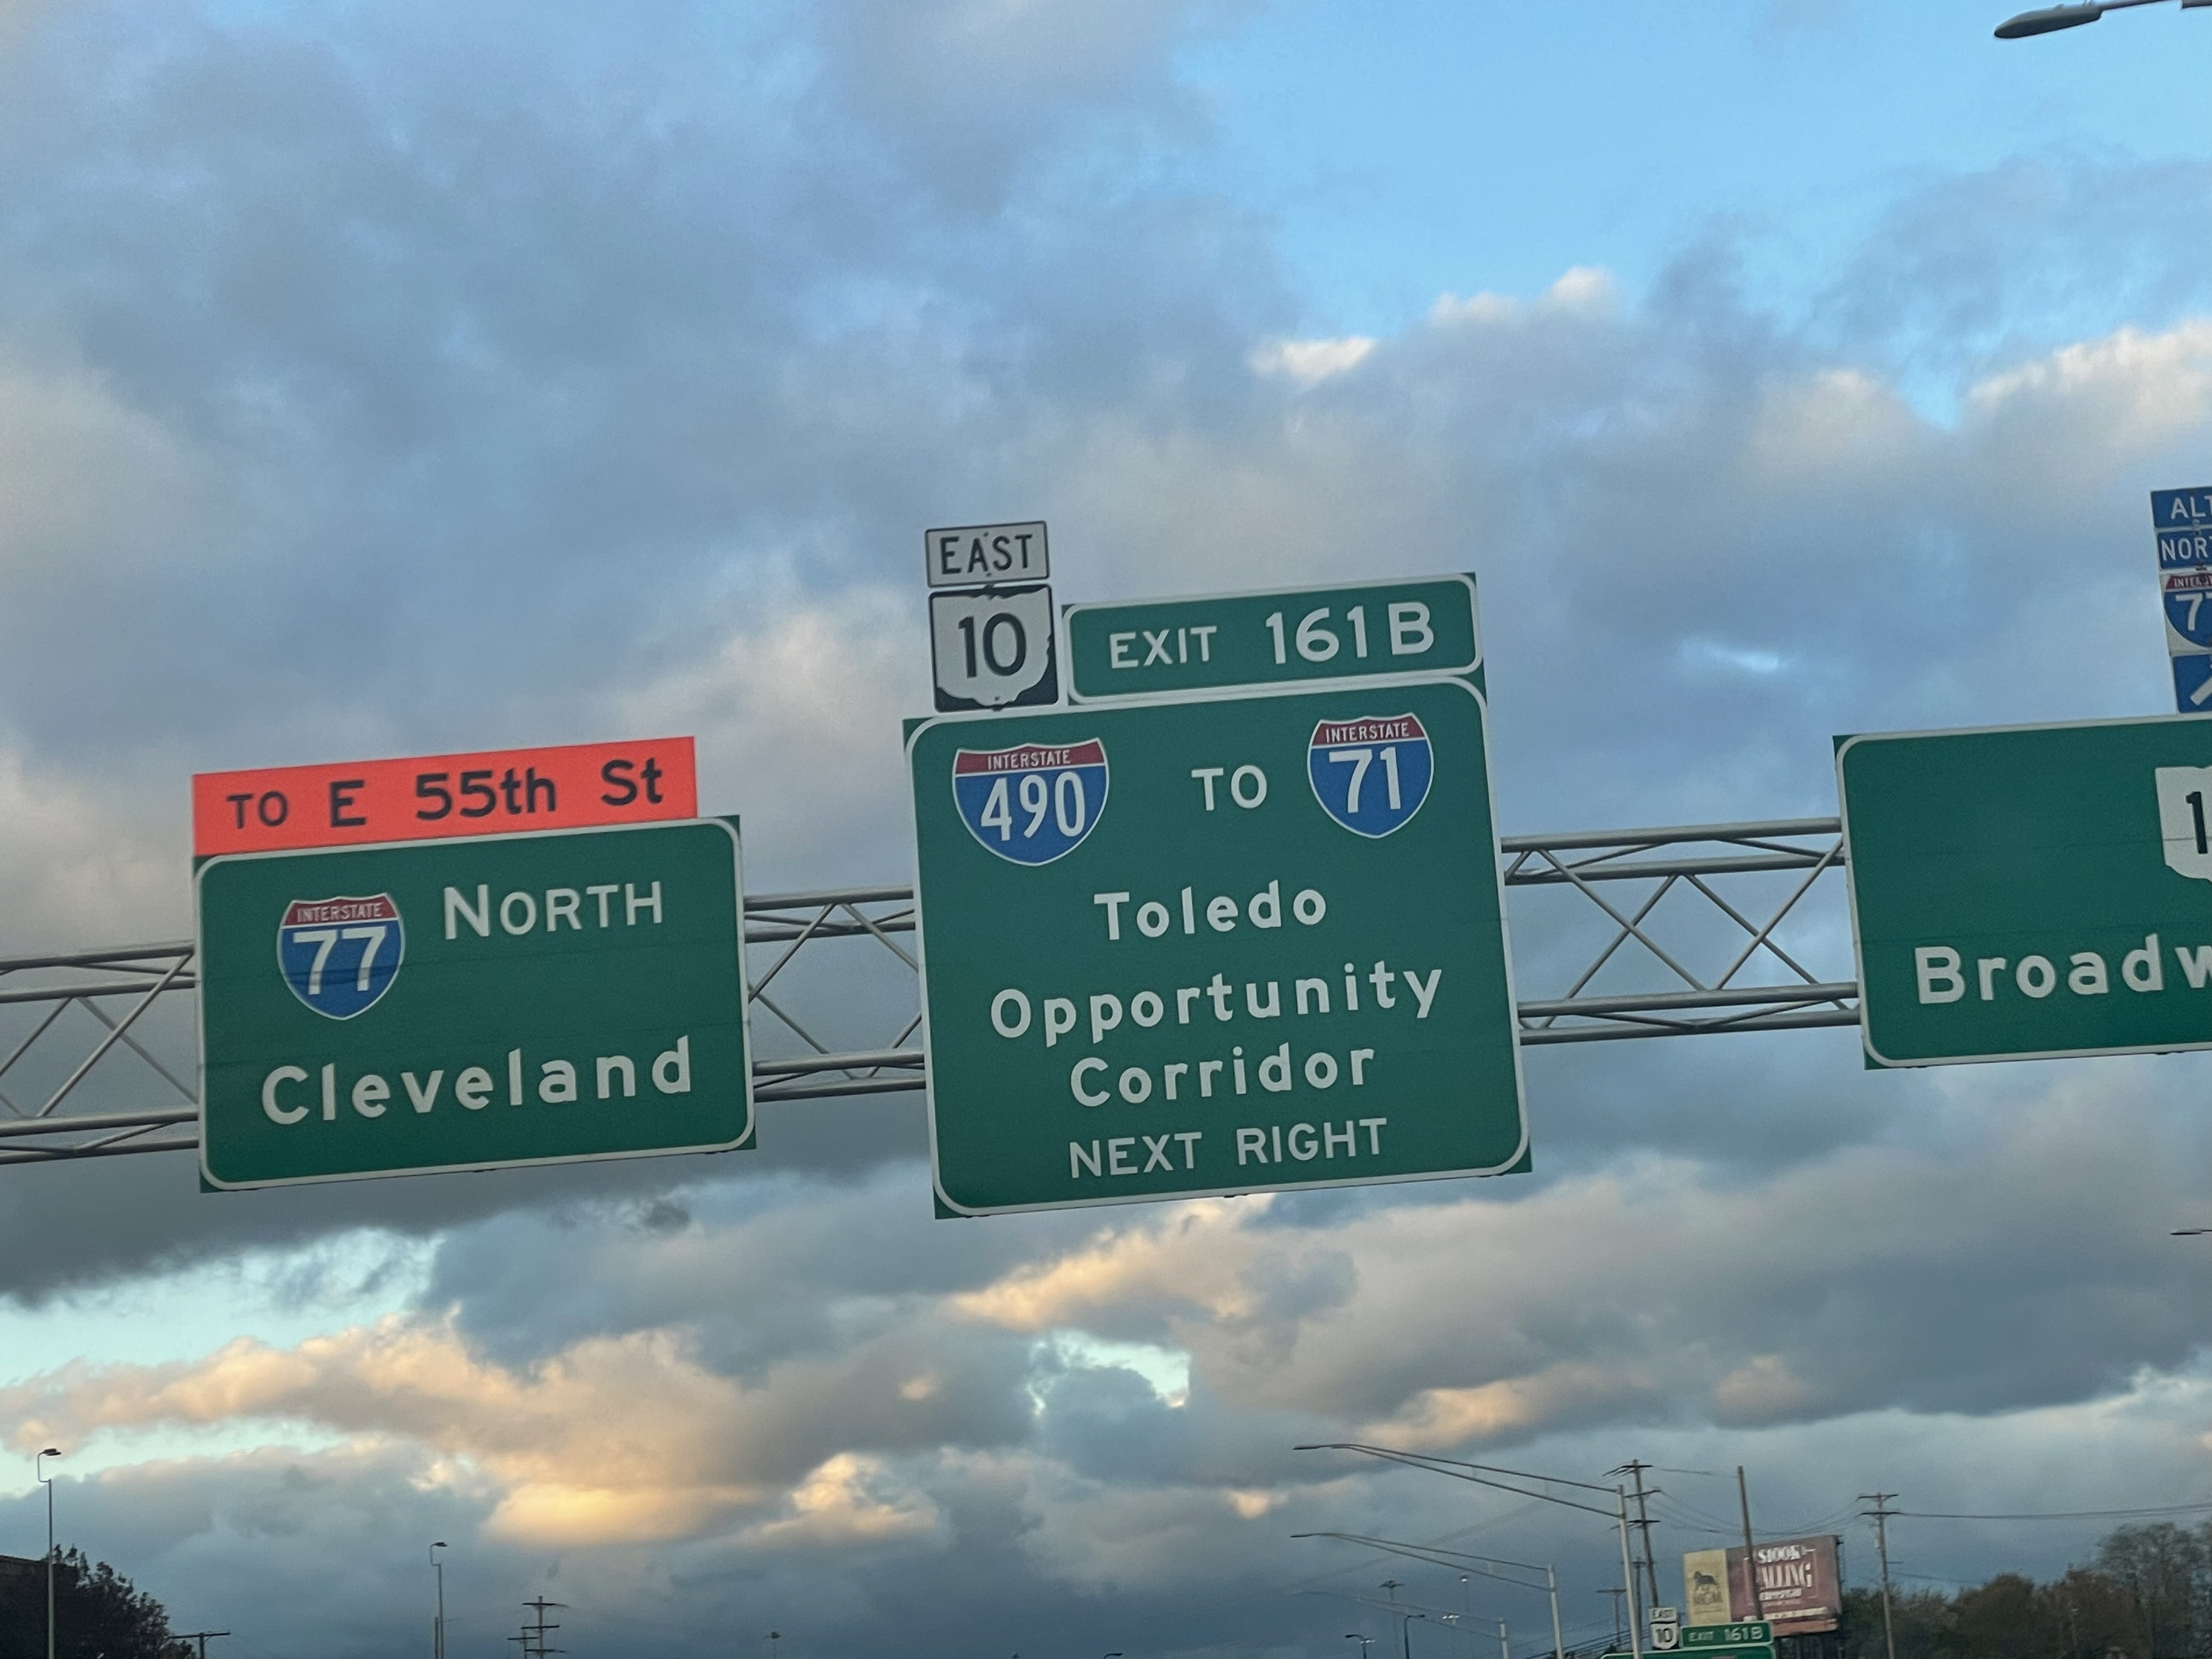 TO E 55th St
INTERSTATE
77
NORTH
Cleveland
EAST
10
EXIT 161B
INTERSTATE
490
TO
INTERSTATE
71
Toledo
Opportunity
Corridor
NEXT RIGHT
EAST
10
EXIT 161B